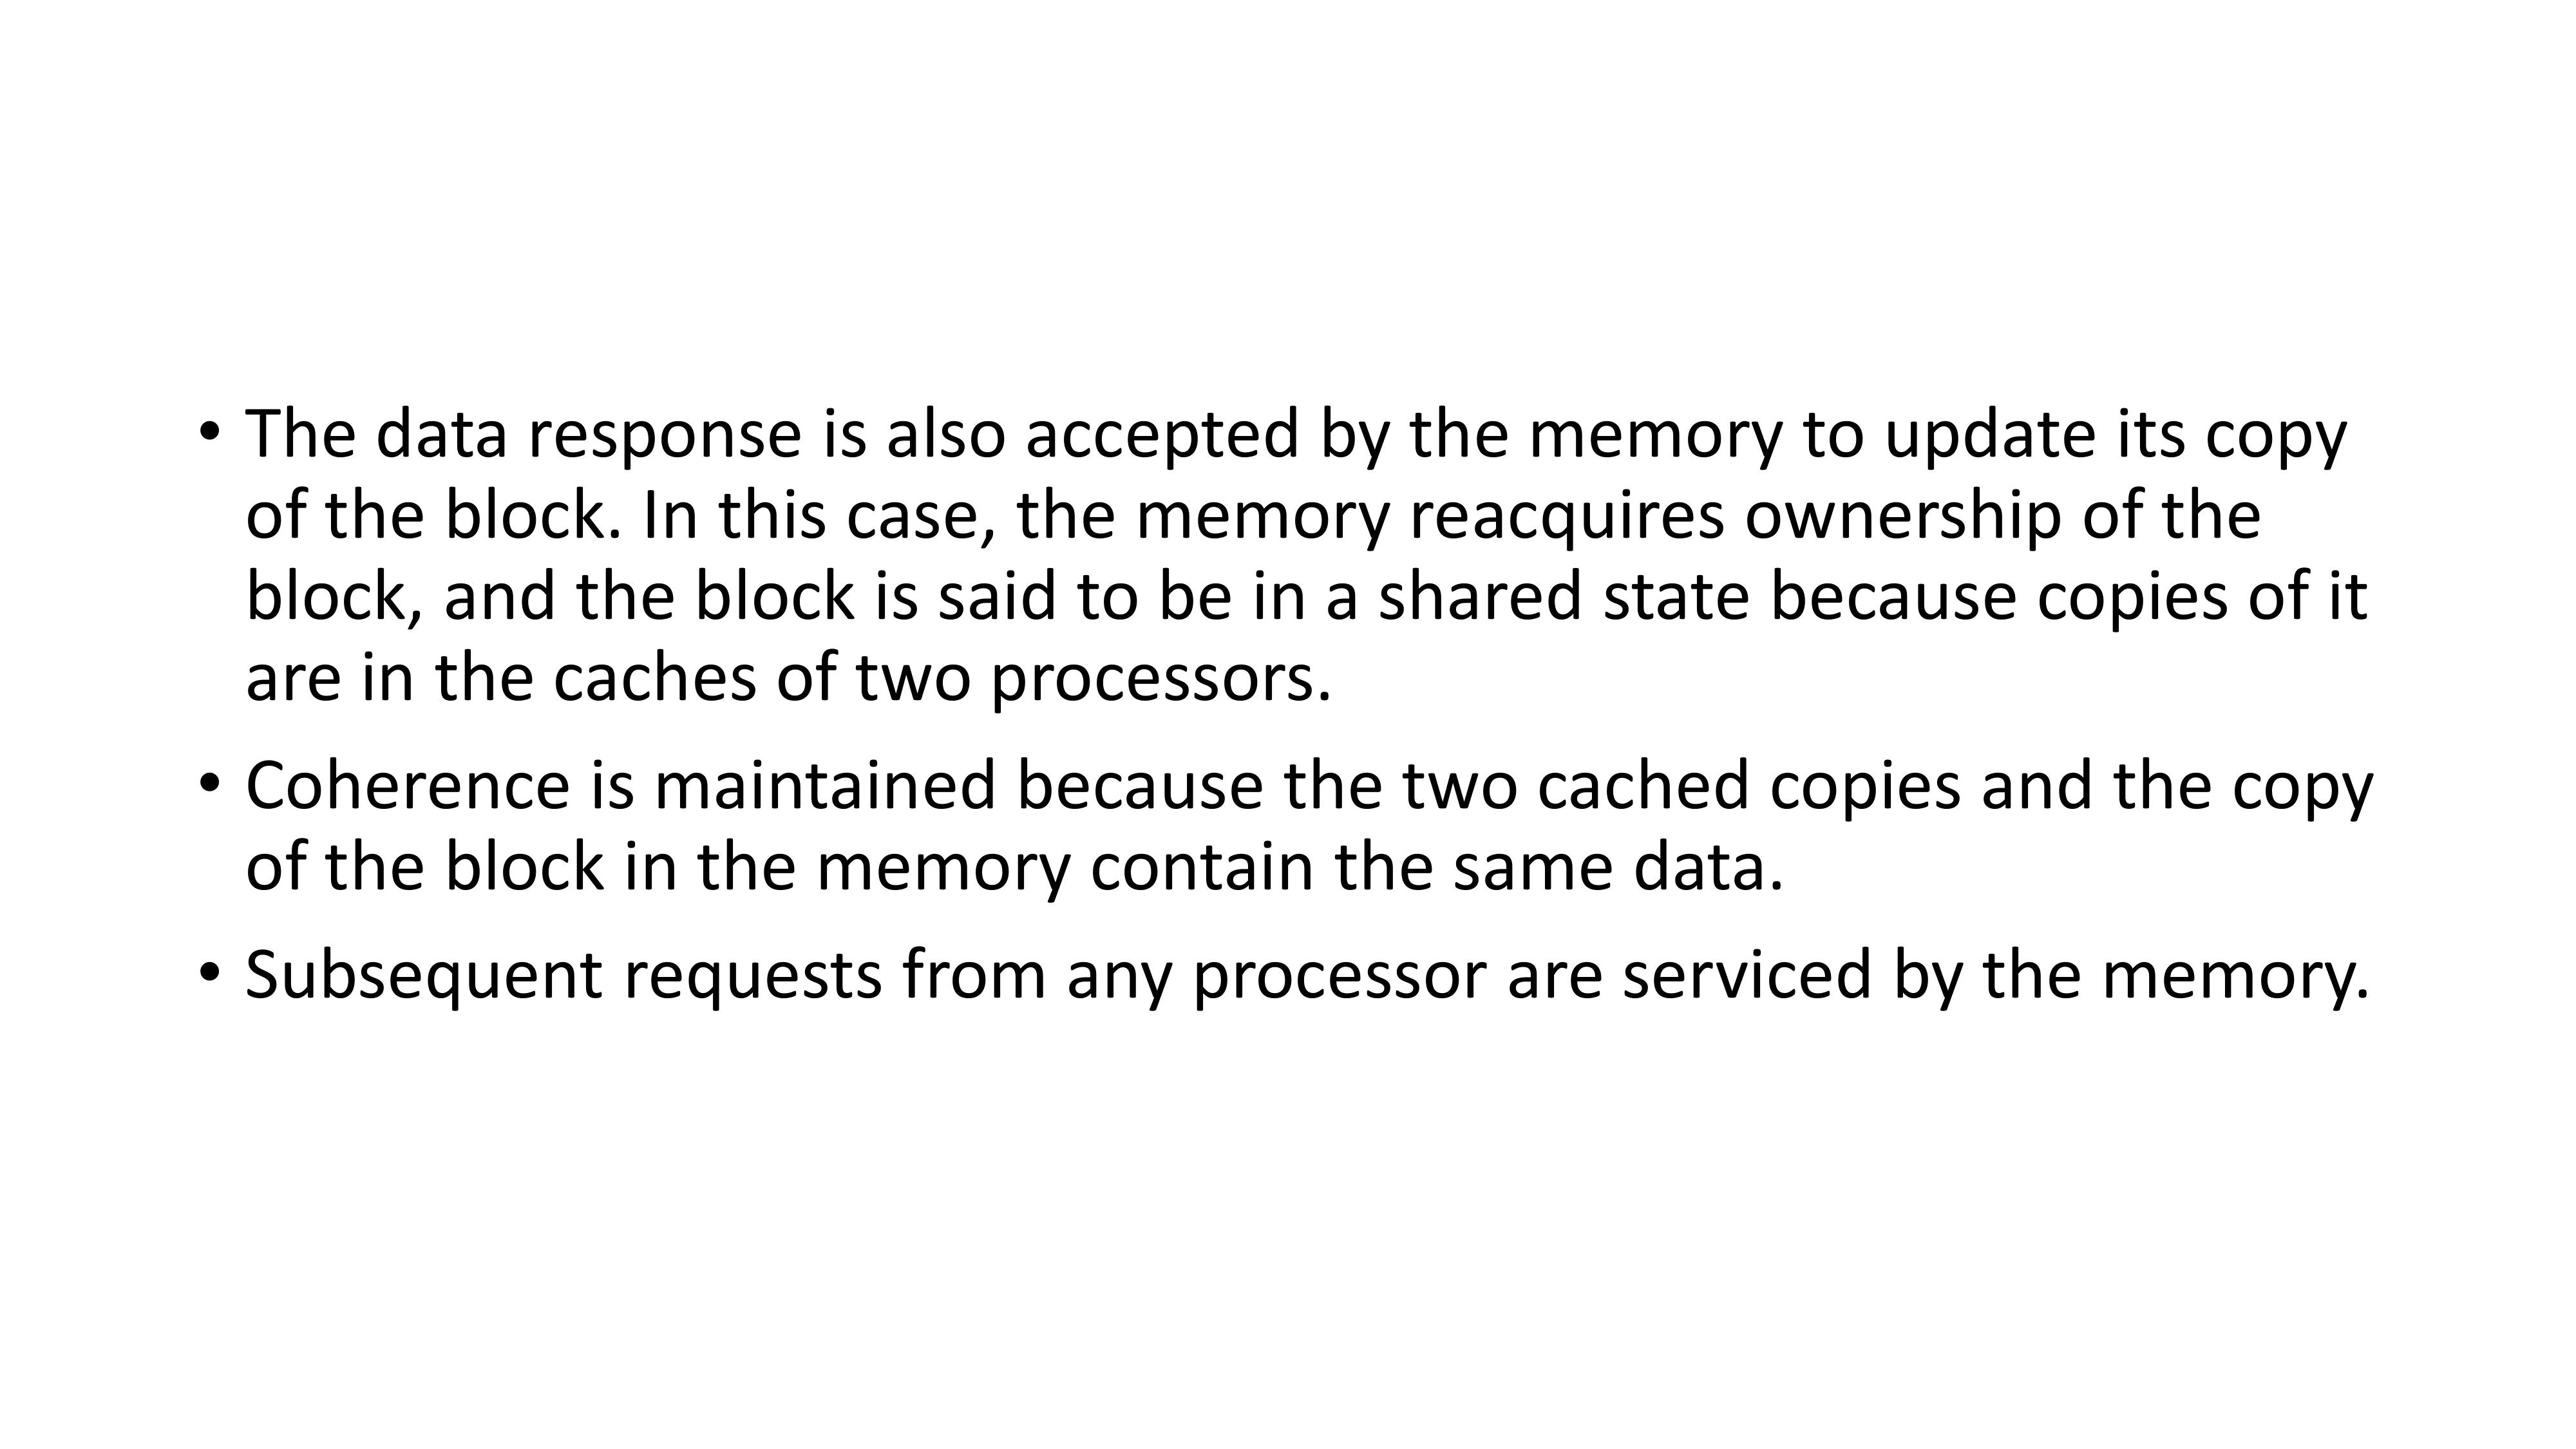 • The data response is also accepted by the memory to update its copy
of the block. In this case, the memory reacquires ownership of the
block, and the block is said to be in a shared state because copies of it
are in the caches of two processors.
• Coherence is maintained because the two cached copies and the copy
of the block in the memory contain the same data.
• Subsequent requests from any processor are serviced by the memory.